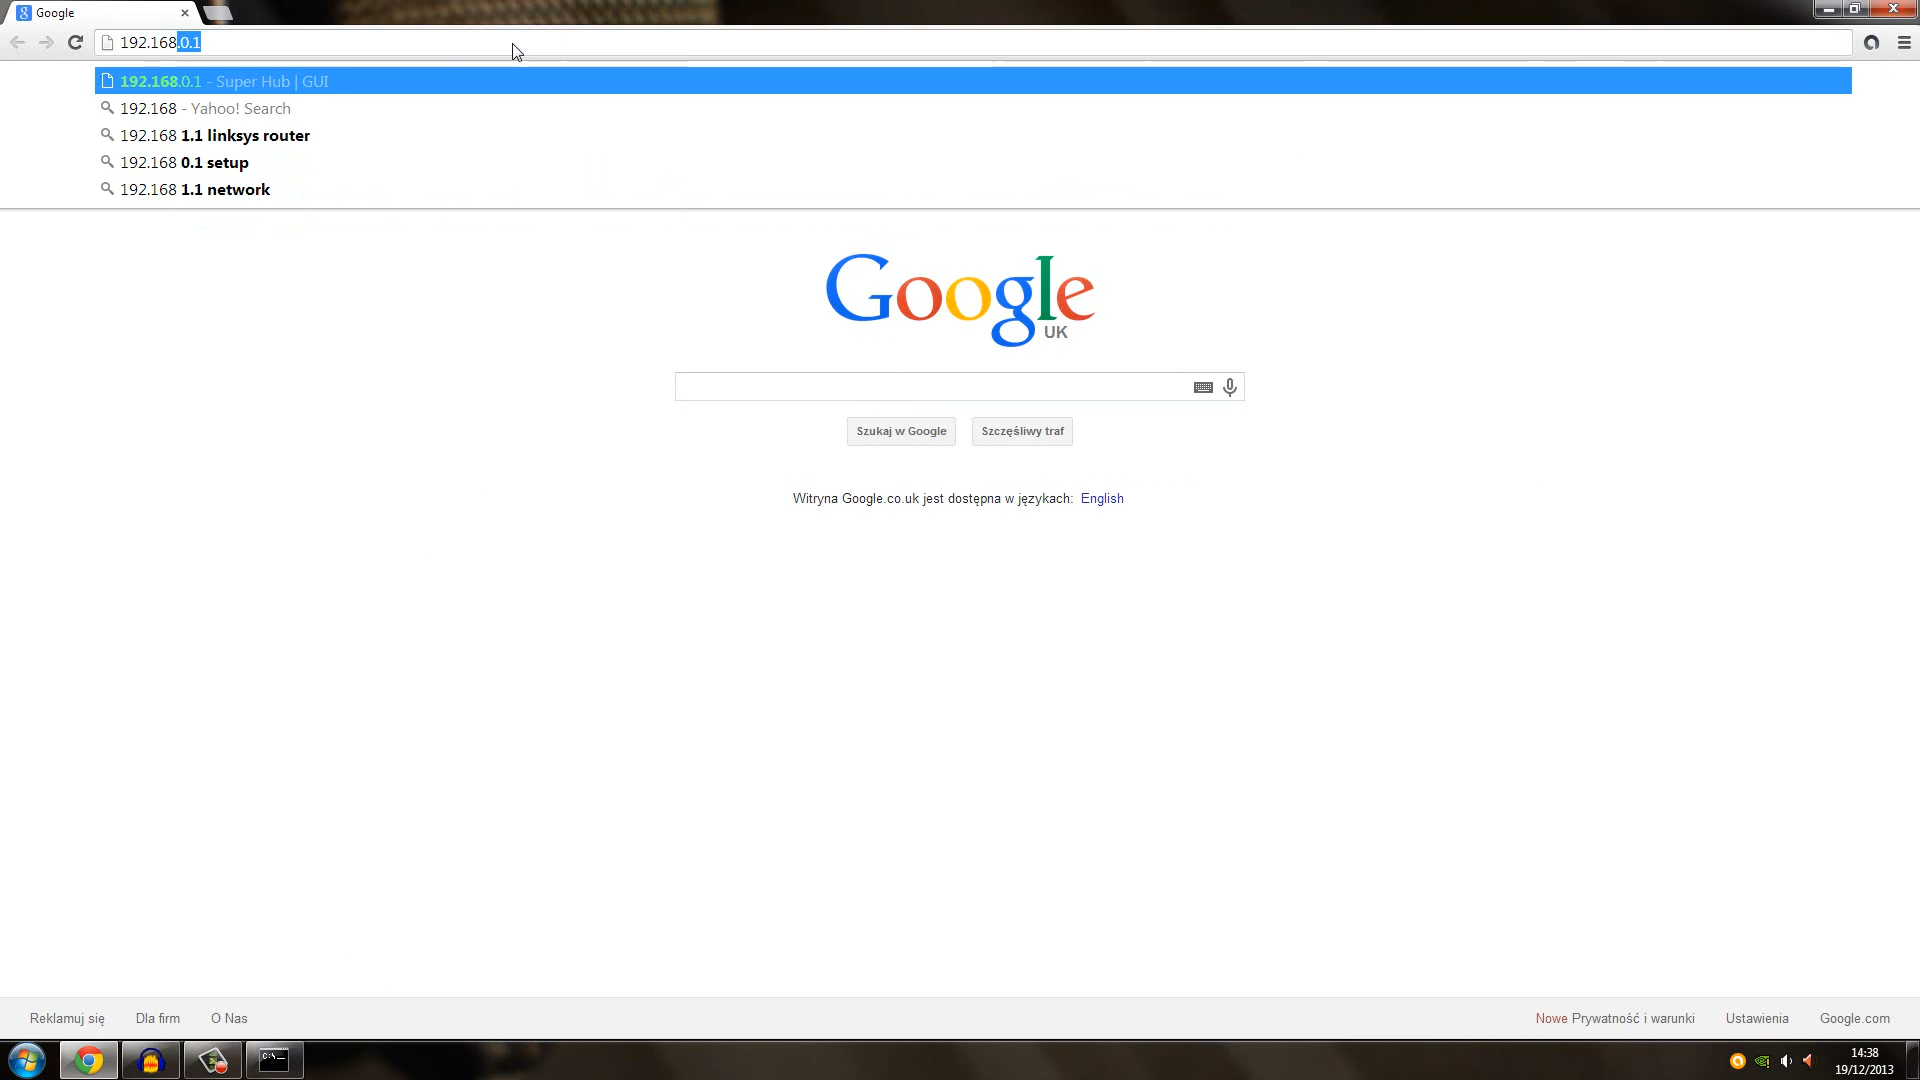 Google
192.168.0.1
192.168.0.1 - Super Hub | GUI
192.168 - Yahoo! Search
192.168 1.1 linksys router
192.168 0.1 setup
192.168 1.1 network
Google
UK
Szukaj w Google
Szczęśliwy traf
Witryna Google.co.uk jest dostępna w językach: English
Reklamuj się
Dla firm
O Nas
Nowe Prywatność i warunki
Ustawienia
Google.com
C:\_
14:38
19/12/2013